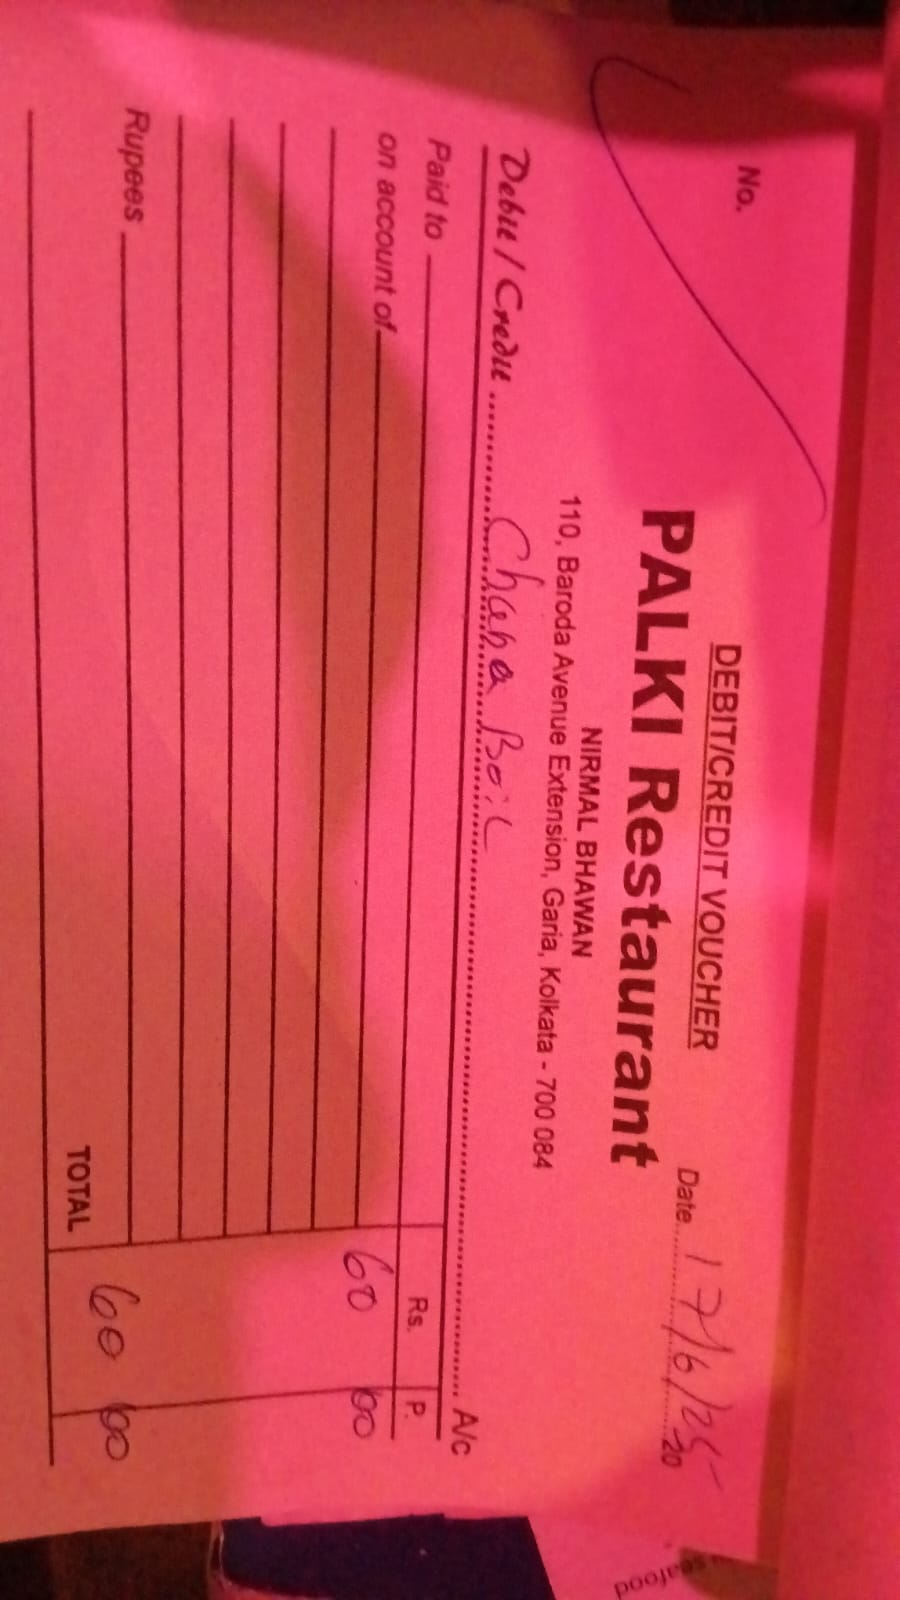 DEBIT/CREDIT VOUCHER
No.
Date 17/6/25 20
PALKI Restaurant
NIRMAL BHAWAN
110, Baroda Avenue Extension, Garia, Kolkata - 700 084
Debit / Credit Chana Boil A/c
Paid to Rs. P.
on account of 60 00
Rupees
TOTAL 60 00
seafood